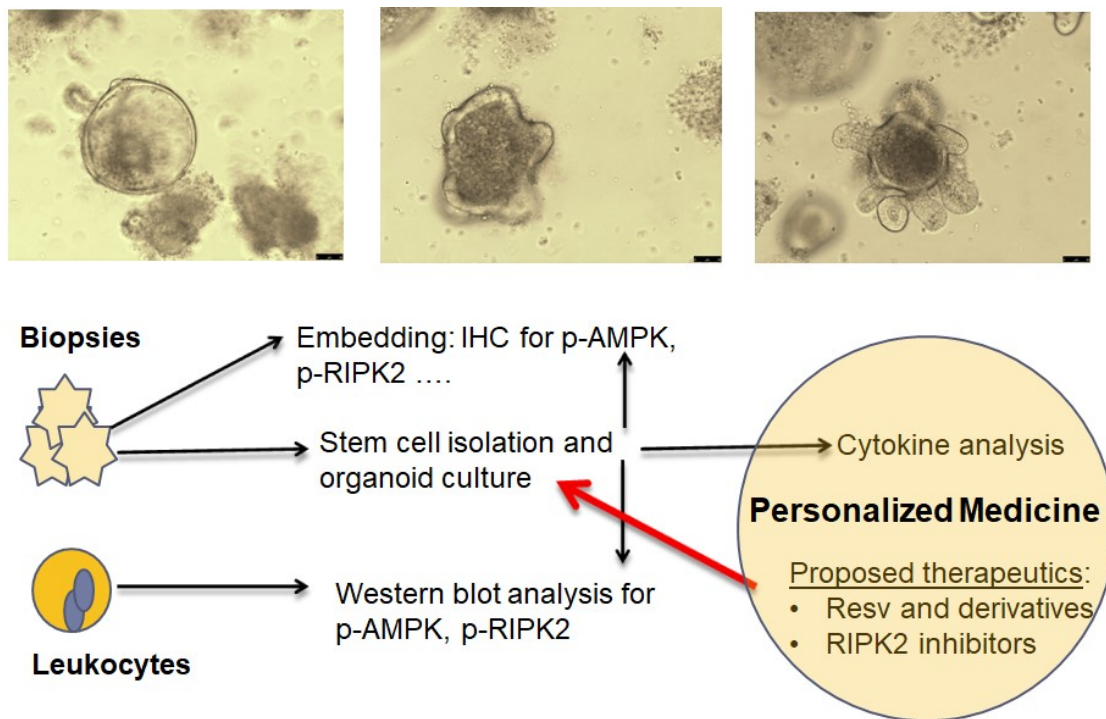 Biopsies
Embedding: IHC for p-AMPK,
p-RIPK2 ....
Stem cell isolation and
organoid culture
Cytokine analysis
Personalized Medicine
Proposed therapeutics:
• Resv and derivatives
• RIPK2 inhibitors
Western blot analysis for
p-AMPK, p-RIPK2
Leukocytes